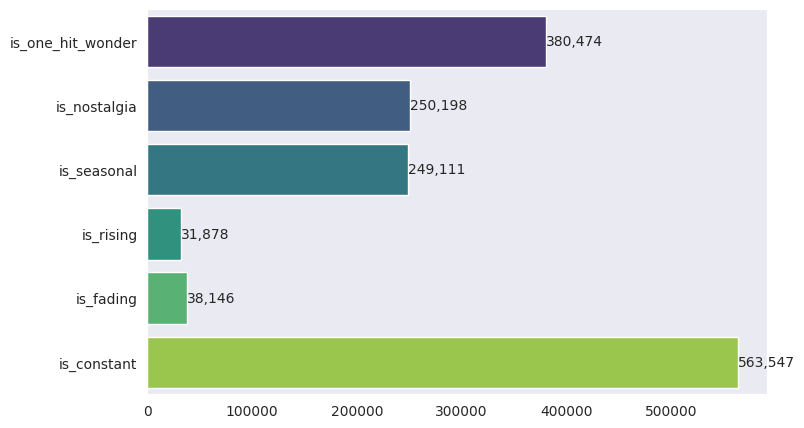 is_one_hit_wonder 380,474
is_nostalgia 250,198
is_seasonal 249,111
is_rising 31,878
is_fading 38,146
is_constant 563,547
0 100000 200000 300000 400000 500000